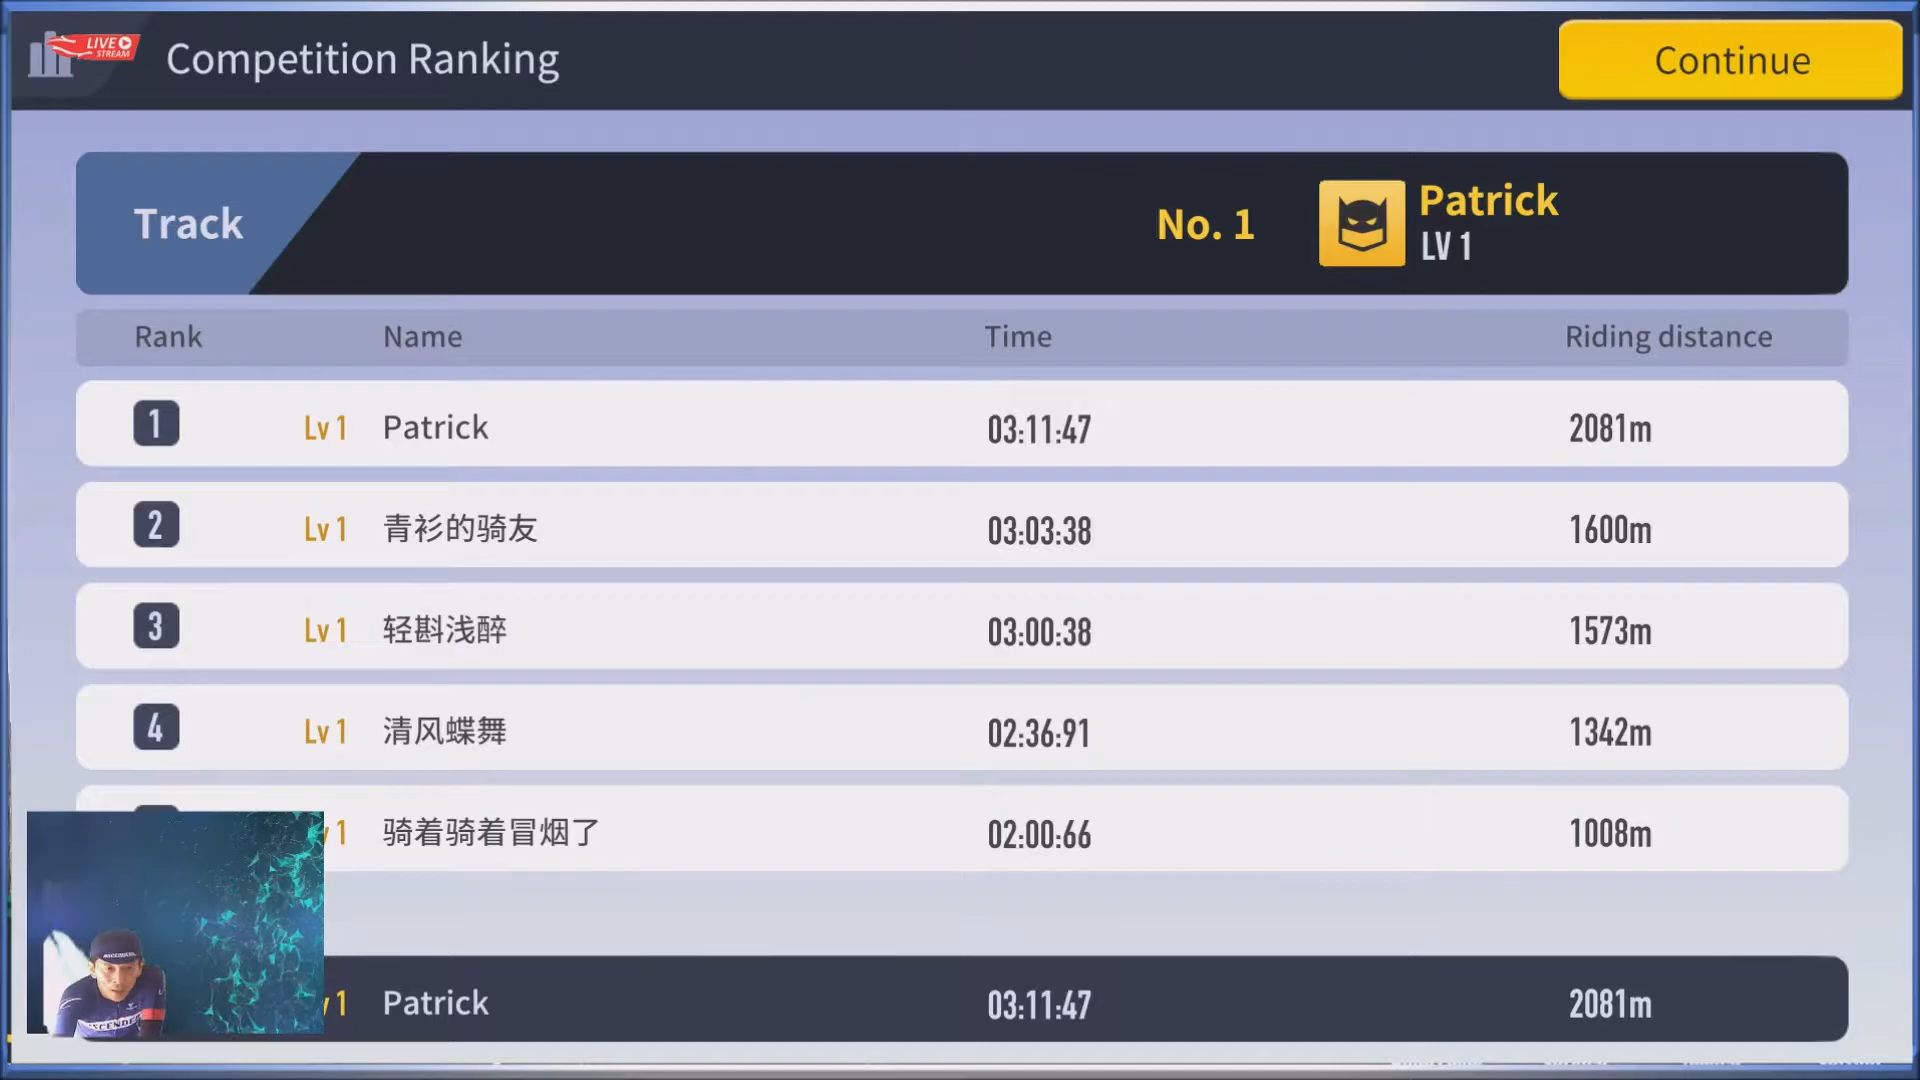 LIVE
STREAM
Competition Ranking
Continue
Track
No. 1
Patrick
LV 1
Rank Name Time Riding distance
1 Lv 1 Patrick 03:11:47 2081m
2 Lv 1 青衫的骑友 03:03:38 1600m
3 Lv 1 轻斟浅醉 03:00:38 1573m
4 Lv 1 清风蝶舞 02:36:91 1342m
1 骑着骑着冒烟了 02:00:66 1008m
1 Patrick 03:11:47 2081m